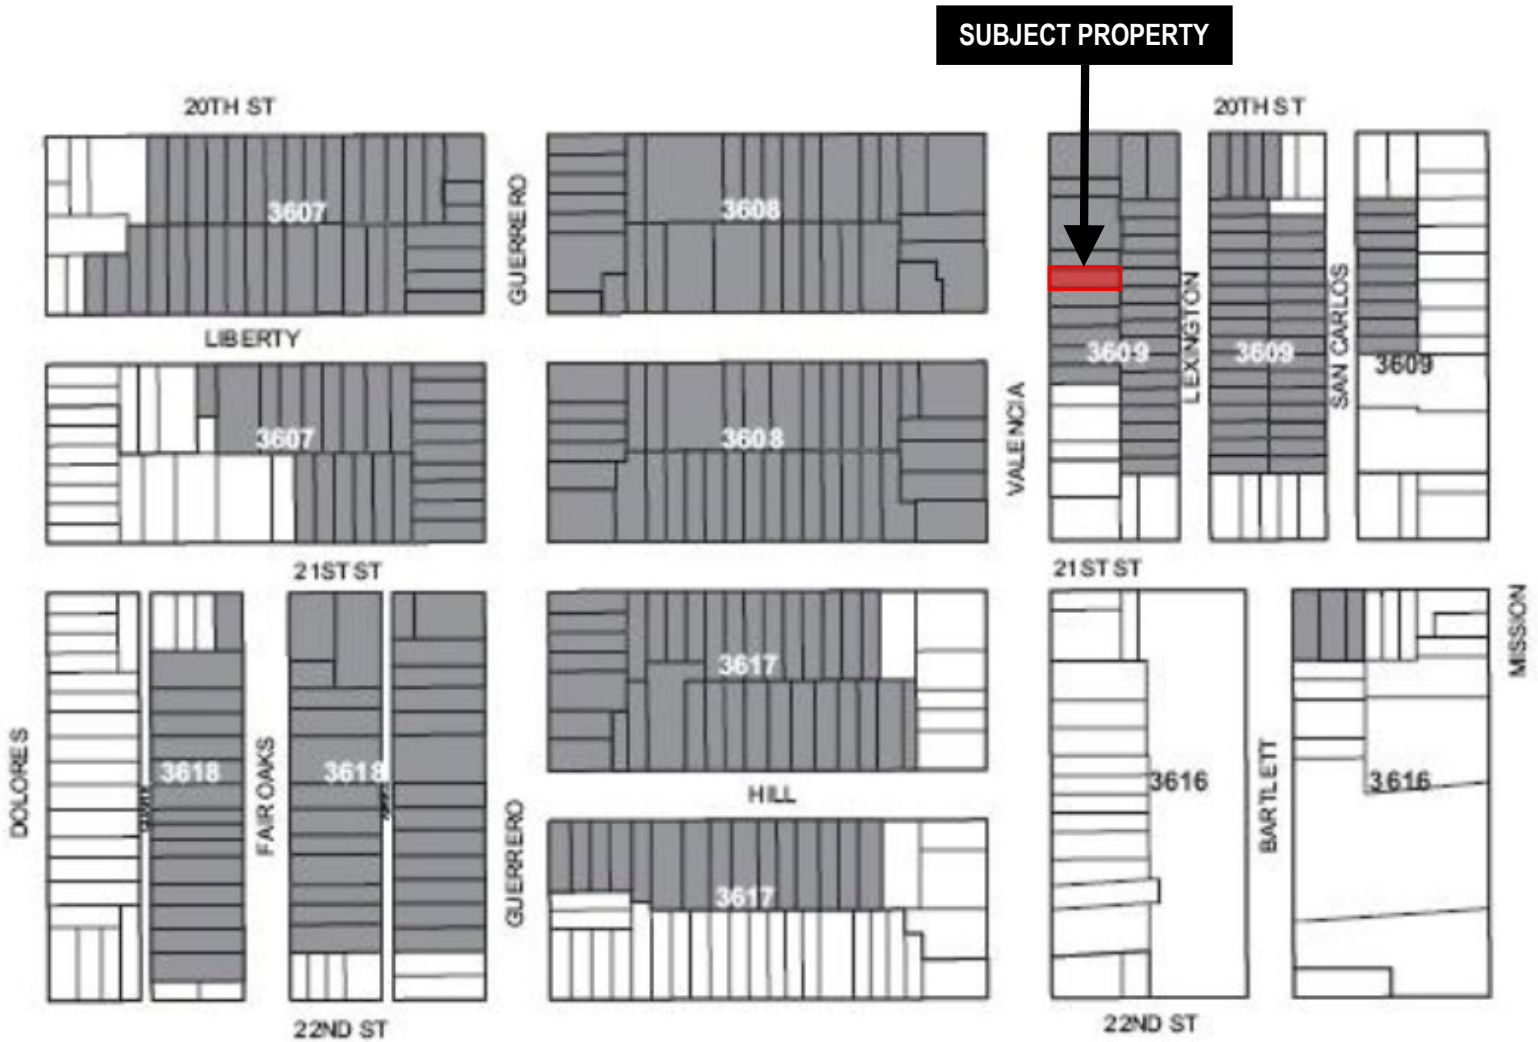 SUBJECT PROPERTY
20TH ST
20TH ST
3607
GUERRERO
3608
LIBERTY
3609
LEXINGTON
3609
SAN CARLOS
3609
3607
3608
VALENCIA
21ST ST
21ST ST
MISSION
3617
DOLORES
3618
FAIR OAKS
3618
3616
BARTLETT
3616
HILL
GUERRERO
3617
22ND ST
22ND ST